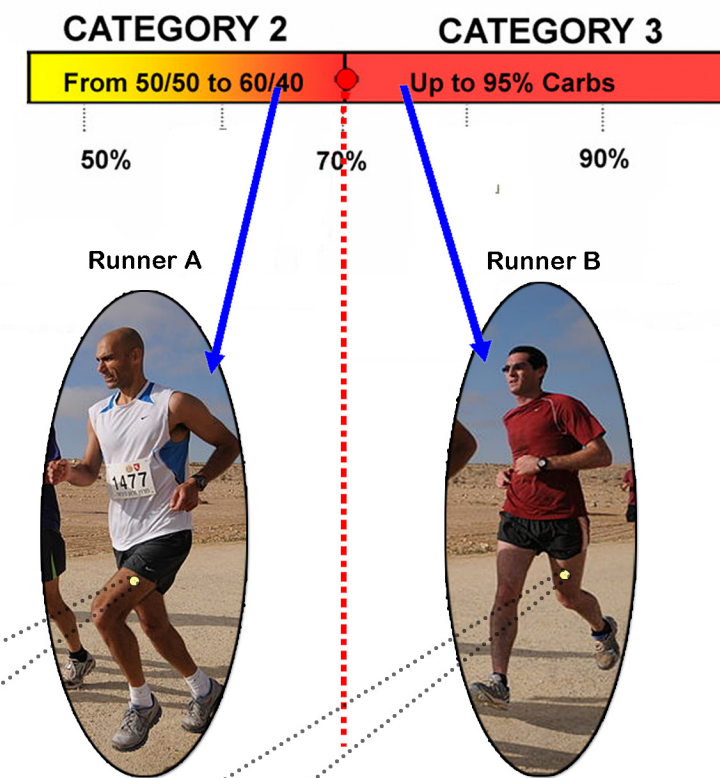 CATEGORY 2
CATEGORY 3
From 50/50 to 60/40
Up to 95% Carbs
50%
70%
90%
Runner A
Runner B
1477